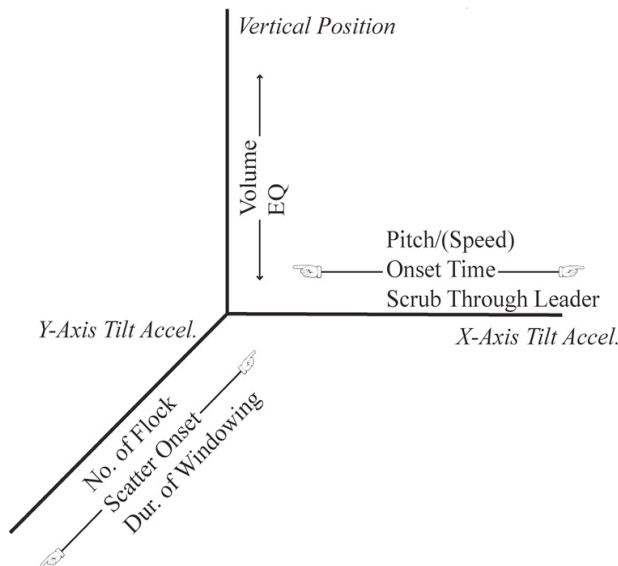 Vertical Position
Volume
EQ
Pitch/(Speed)
Onset Time
Scrub Through Leader
Y-Axis Tilt Accel.
X-Axis Tilt Accel.
No. of Flock
Scatter Onset
Dur. of Windowing